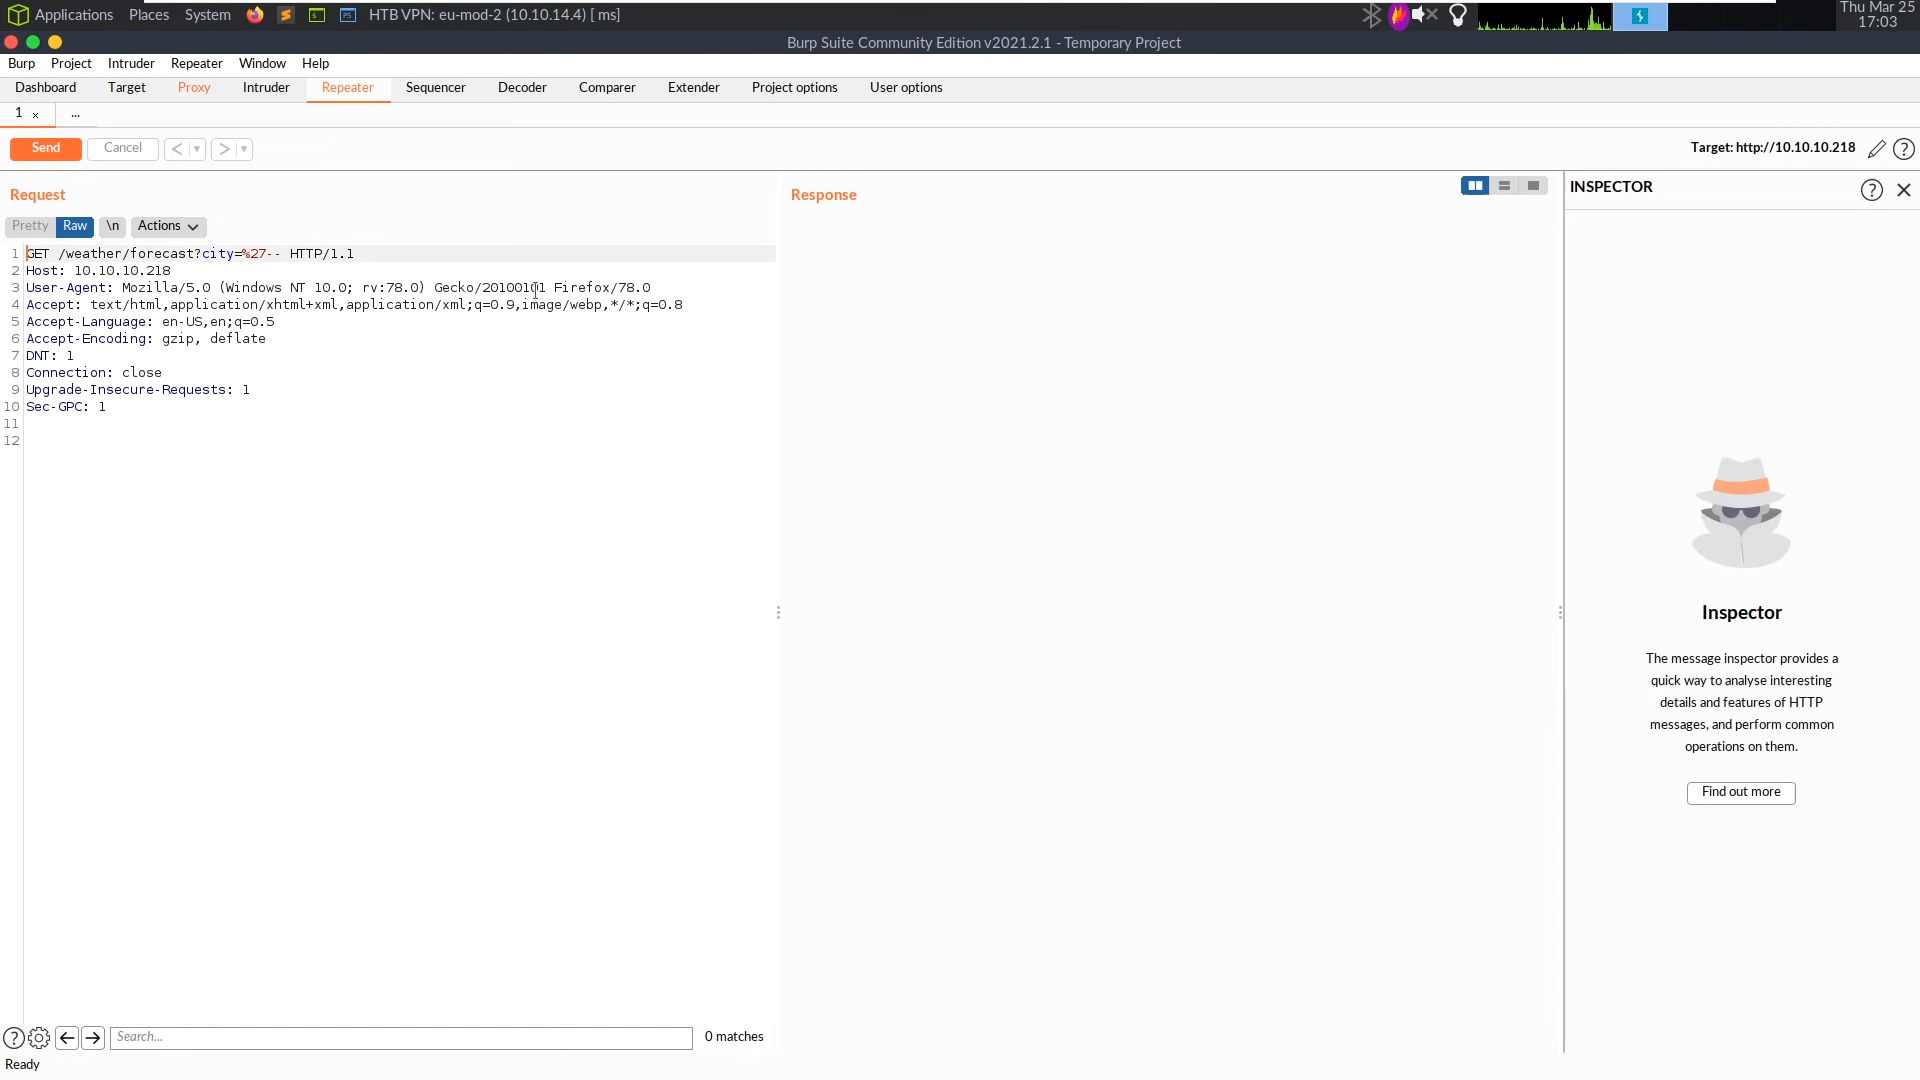 Applications Places System HTB VPN: eu-mod-2 (10.10.14.4) [ ms] Thu Mar 25
17:03
Burp Suite Community Edition v2021.2.1 - Temporary Project
Burp Project Intruder Repeater Window Help
Dashboard Target Proxy Intruder Repeater Sequencer Decoder Comparer Extender Project options User options
1 × ...
Send Cancel < > Target: http://10.10.10.218 ?
Request
Pretty Raw \n Actions
1 GET /weather/forecast?city=%27-- HTTP/1.1
2 Host: 10.10.10.218
3 User-Agent: Mozilla/5.0 (Windows NT 10.0; rv:78.0) Gecko/20100101 Firefox/78.0
4 Accept: text/html,application/xhtml+xml,application/xml;q=0.9,image/webp,*/*;q=0.8
5 Accept-Language: en-US,en;q=0.5
6 Accept-Encoding: gzip, deflate
7 DNT: 1
8 Connection: close
9 Upgrade-Insecure-Requests: 1
10 Sec-GPC: 1
11
12
? Search... 0 matches
Ready
Response
INSPECTOR ?
Inspector
The message inspector provides a
quick way to analyse interesting
details and features of HTTP
messages, and perform common
operations on them.
Find out more